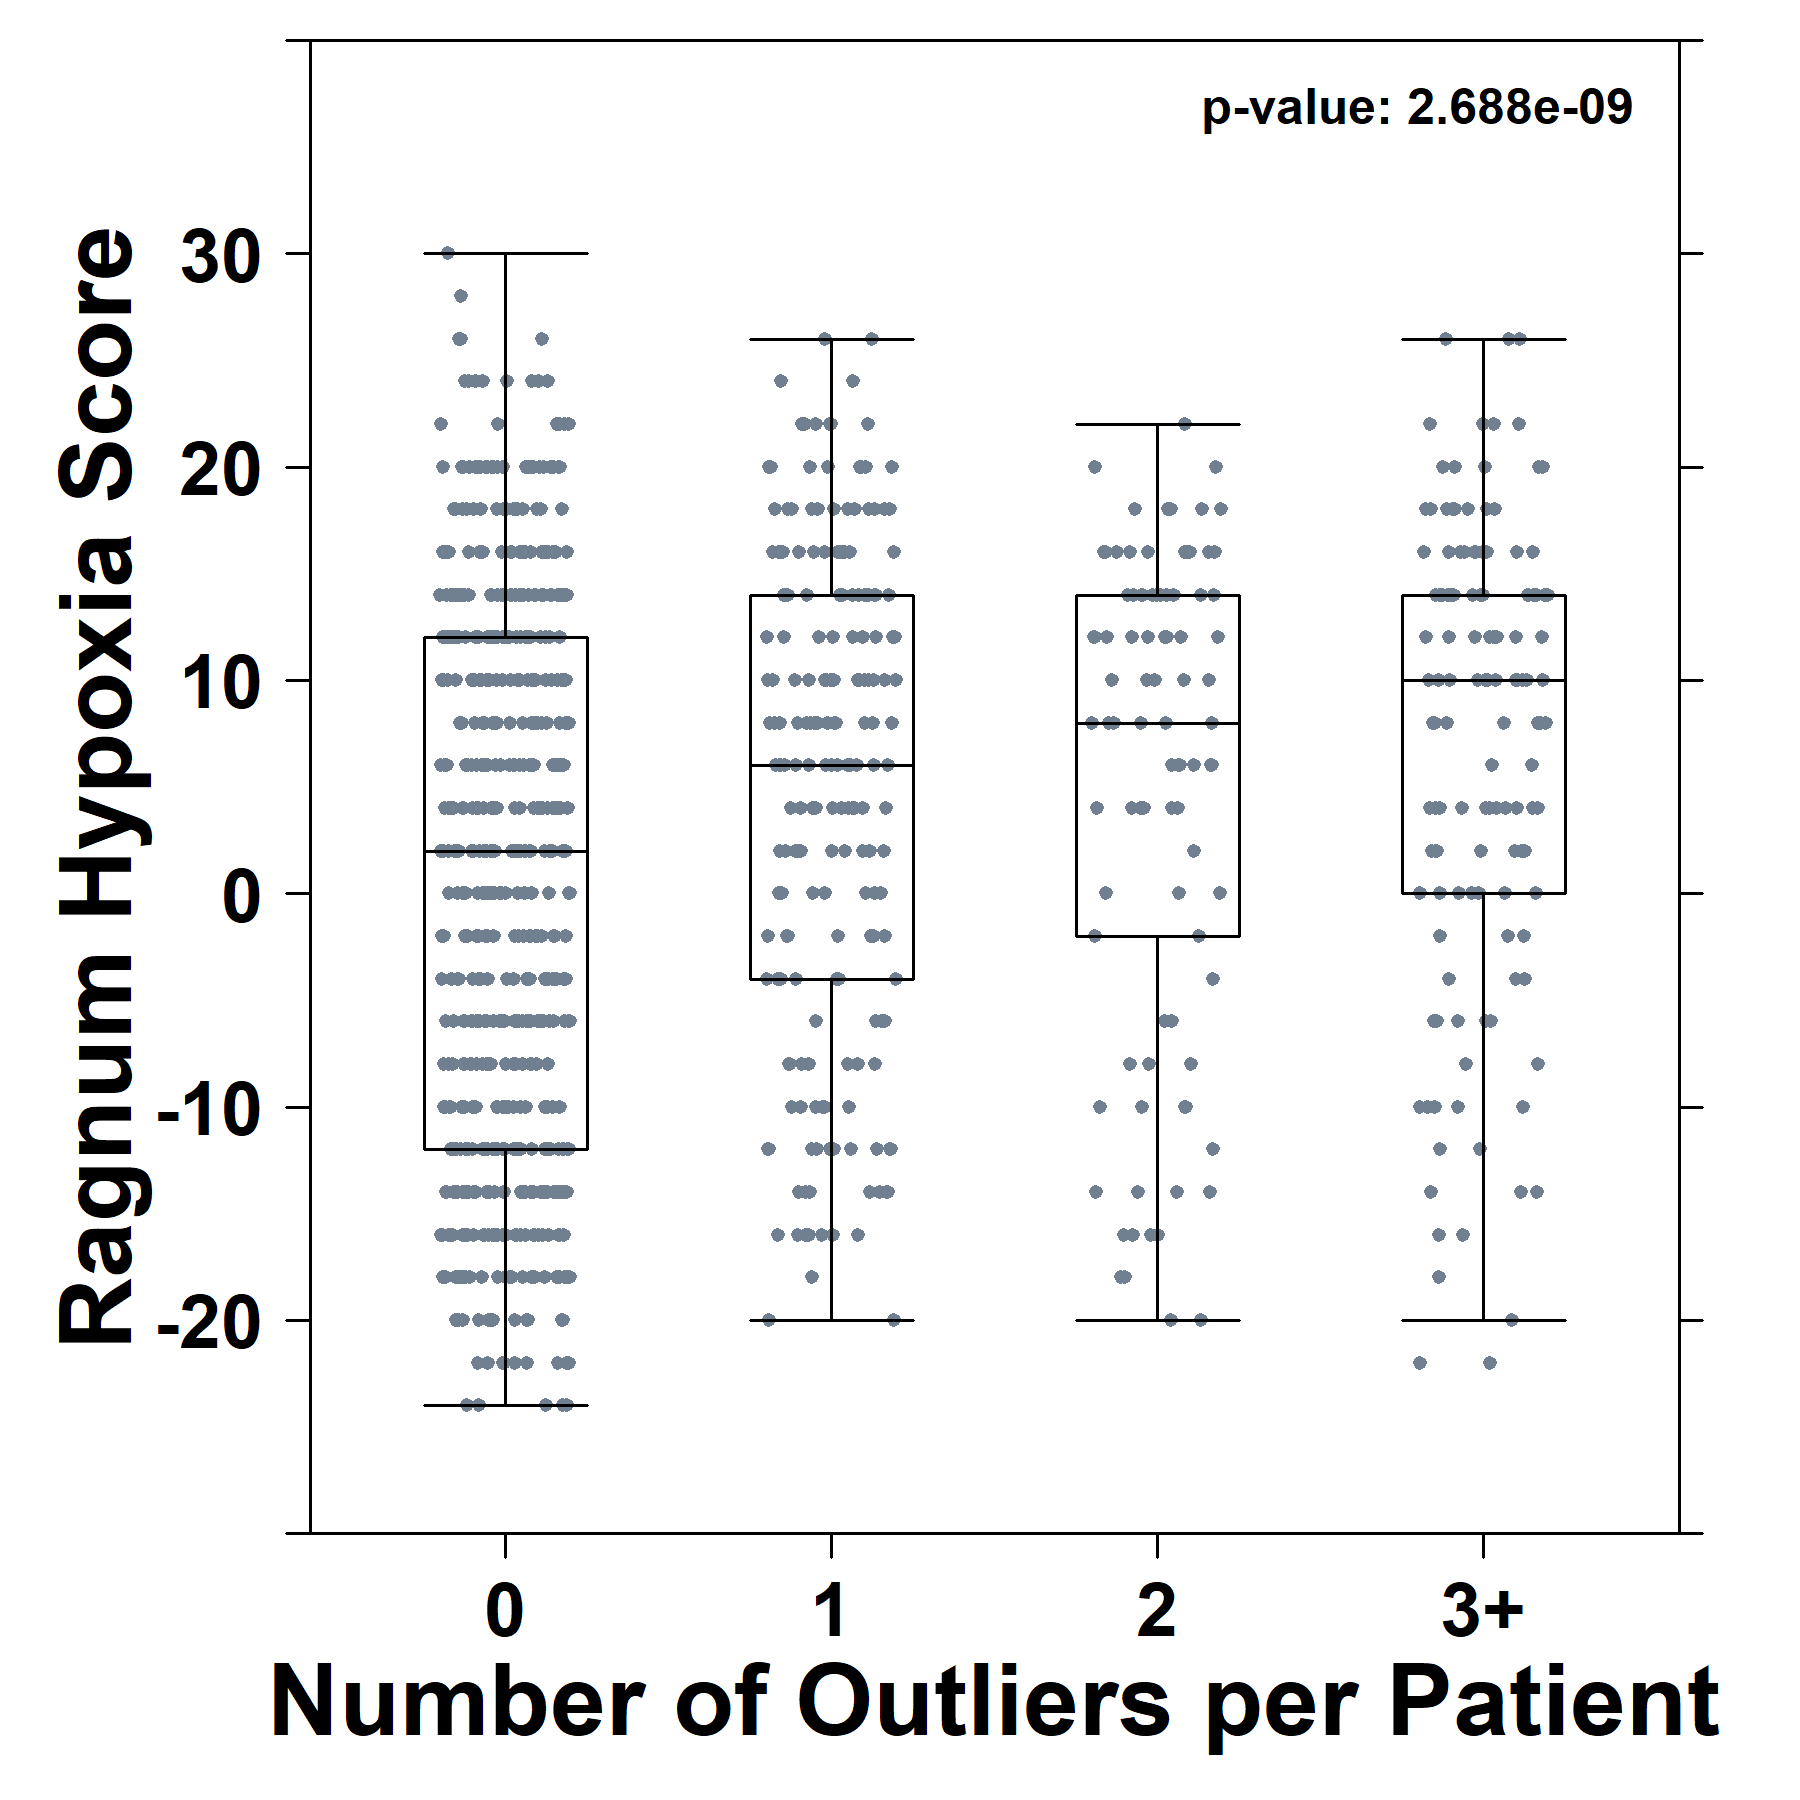 p-value: 2.688e-09
Ragnum Hypoxia Score
30
20
10
0
-10
-20
0 1 2 3+
Number of Outliers per Patient